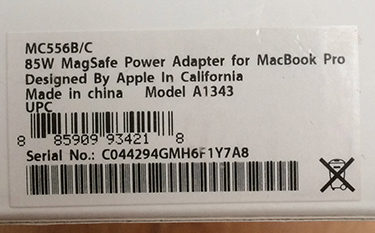 MC556B/C
85W MagSafe Power Adapter for MacBook Pro
Designed By Apple In California
Made in china Model A1343
UPC
8 85909 93421 8
Serial No.: C044294GMH6F1Y7A8